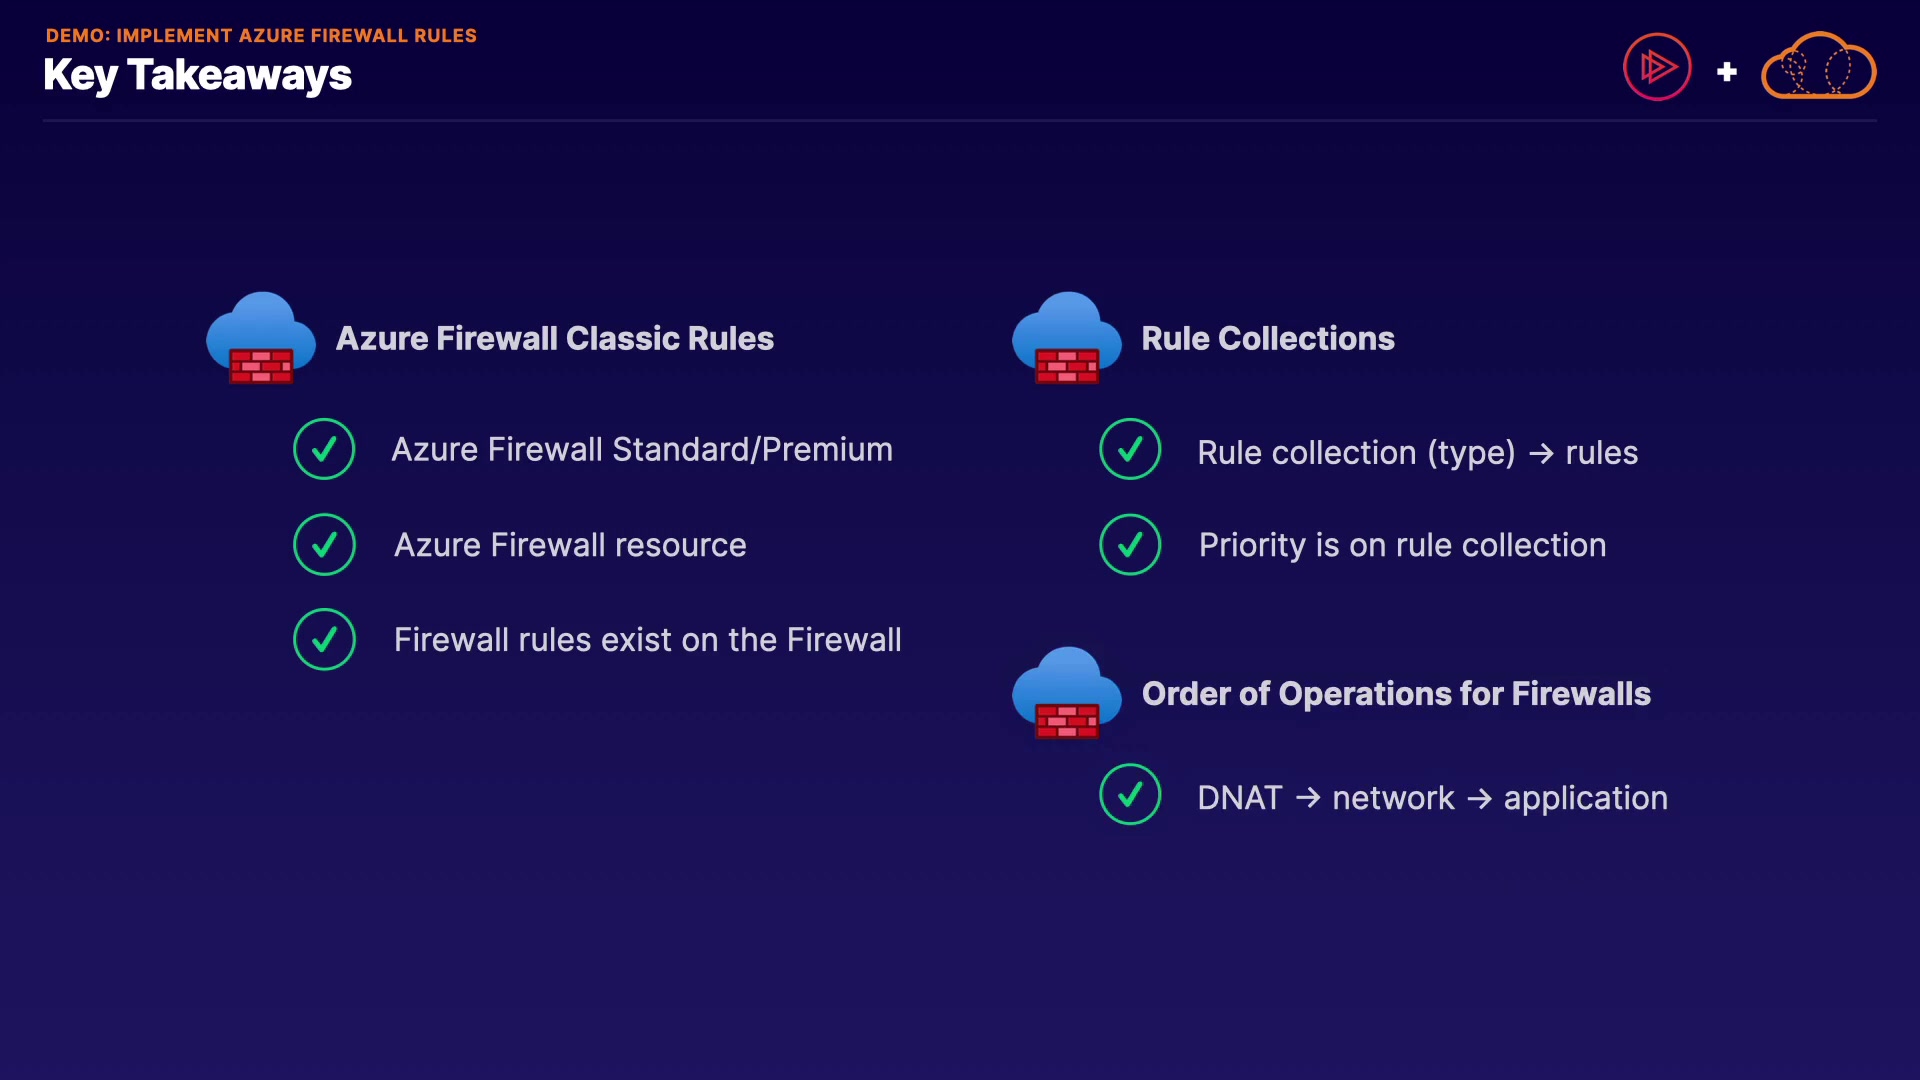 DEMO: IMPLEMENT AZURE FIREWALL RULES
Key Takeaways
Azure Firewall Classic Rules
Azure Firewall Standard/Premium
Azure Firewall resource
Firewall rules exist on the Firewall
Rule Collections
Rule collection (type) → rules
Priority is on rule collection
Order of Operations for Firewalls
DNAT → network → application